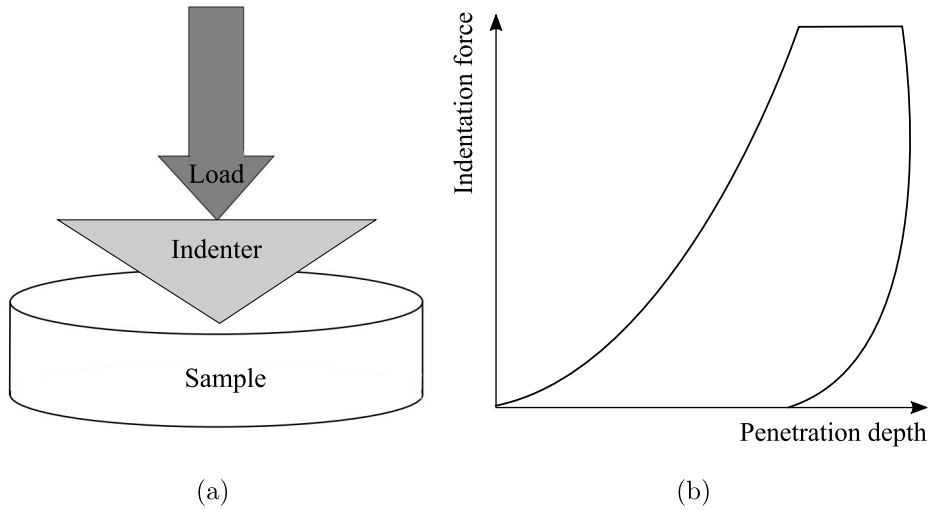 Load
Indenter
Sample
(a)
Indentation force
Penetration depth
(b)